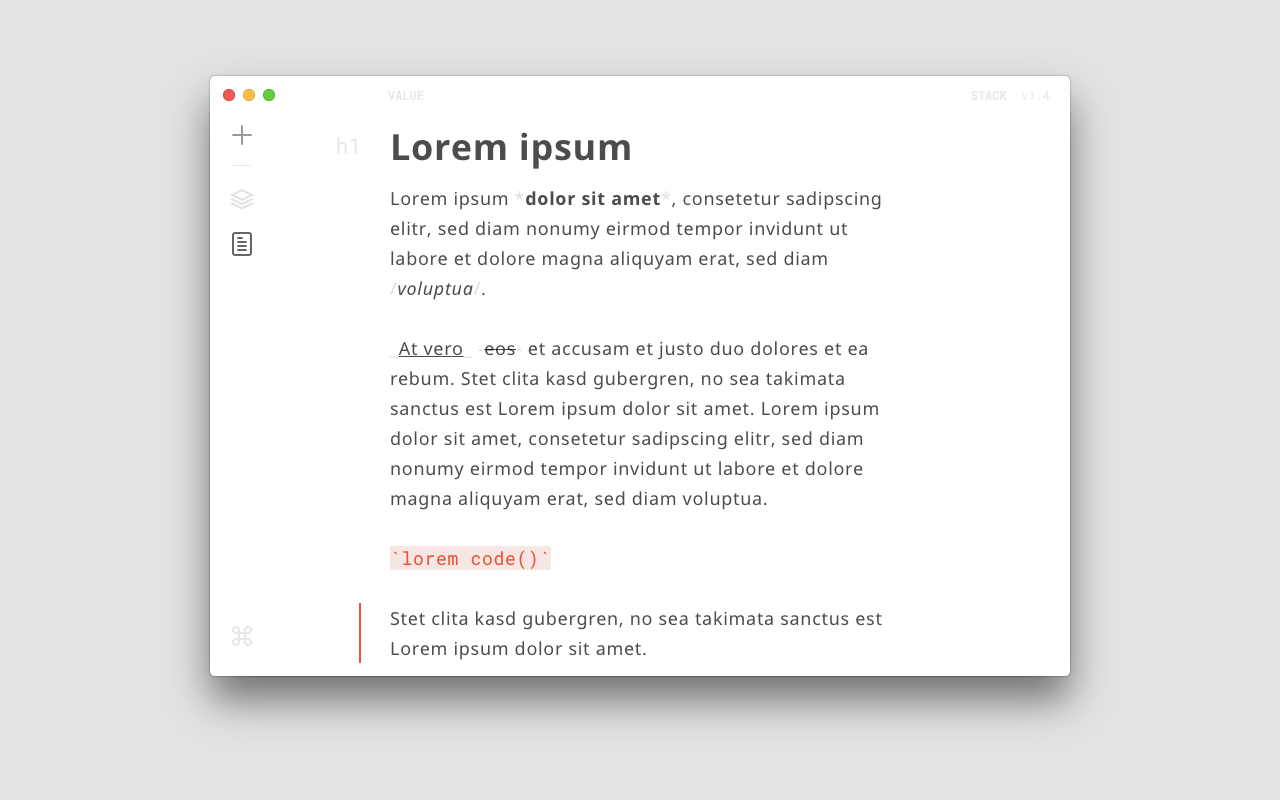 VALUE
STACK v1.4
h1 Lorem ipsum
Lorem ipsum *dolor sit amet*, consetetur sadipscing
elitr, sed diam nonumy eirmod tempor invidunt ut
labore et dolore magna aliquyam erat, sed diam
/voluptua/.
_At vero_ -eos- et accusam et justo duo dolores et ea
rebum. Stet clita kasd gubergren, no sea takimata
sanctus est Lorem ipsum dolor sit amet. Lorem ipsum
dolor sit amet, consetetur sadipscing elitr, sed diam
nonumy eirmod tempor invidunt ut labore et dolore
magna aliquyam erat, sed diam voluptua.
`lorem code()`
Stet clita kasd gubergren, no sea takimata sanctus est
Lorem ipsum dolor sit amet.